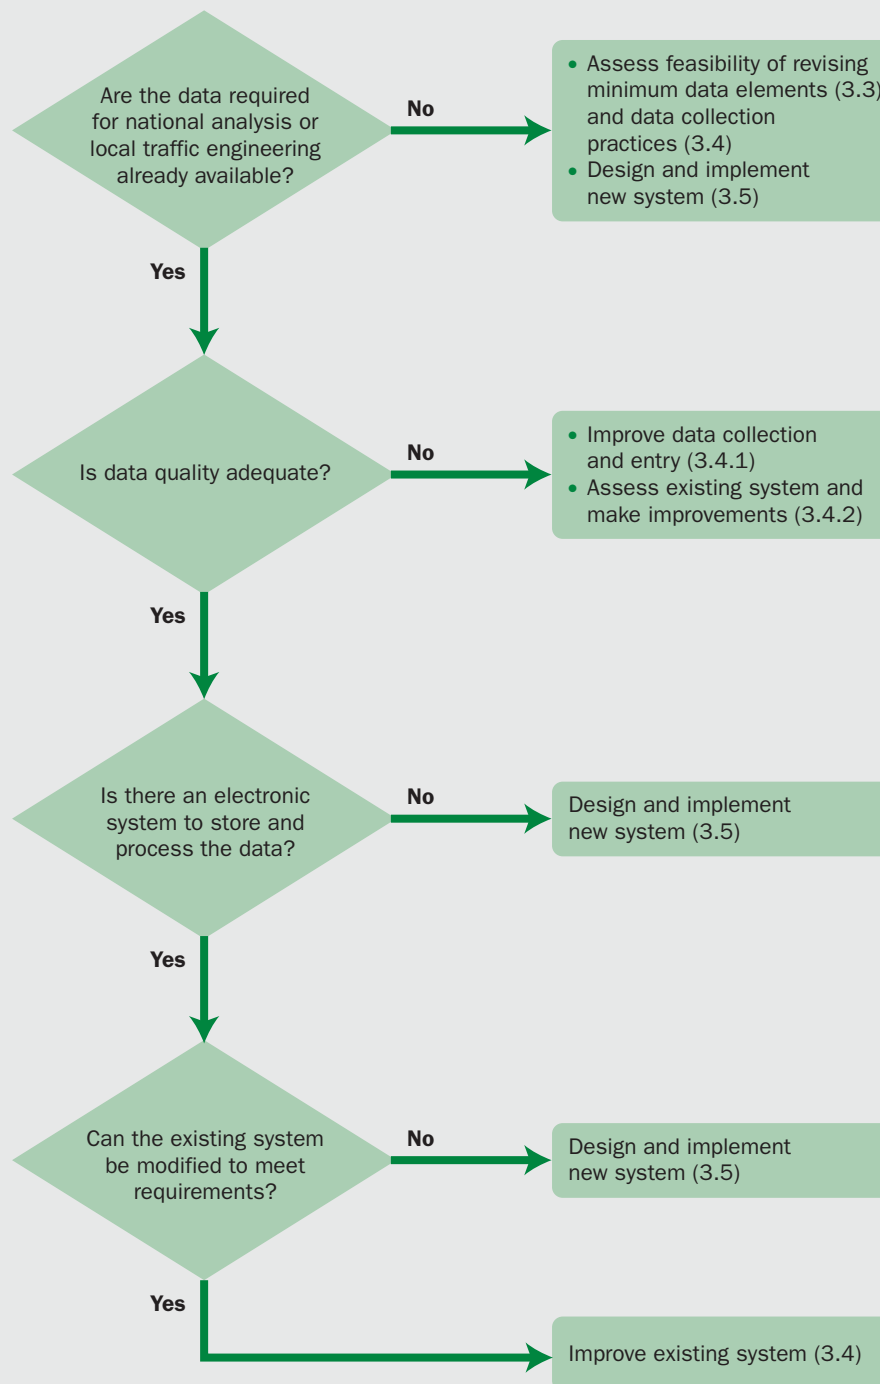 Are the data required
for national analysis or
local traffic engineering
already available?
No
• Assess feasibility of revising
minimum data elements (3.3)
and data collection
practices (3.4)
• Design and implement
new system (3.5)
Yes
Is data quality adequate?
No
• Improve data collection
and entry (3.4.1)
• Assess existing system and
make improvements (3.4.2)
Yes
Is there an electronic
system to store and
process the data?
No
Design and implement
new system (3.5)
Yes
Can the existing system
be modified to meet
requirements?
No
Design and implement
new system (3.5)
Yes
Improve existing system (3.4)